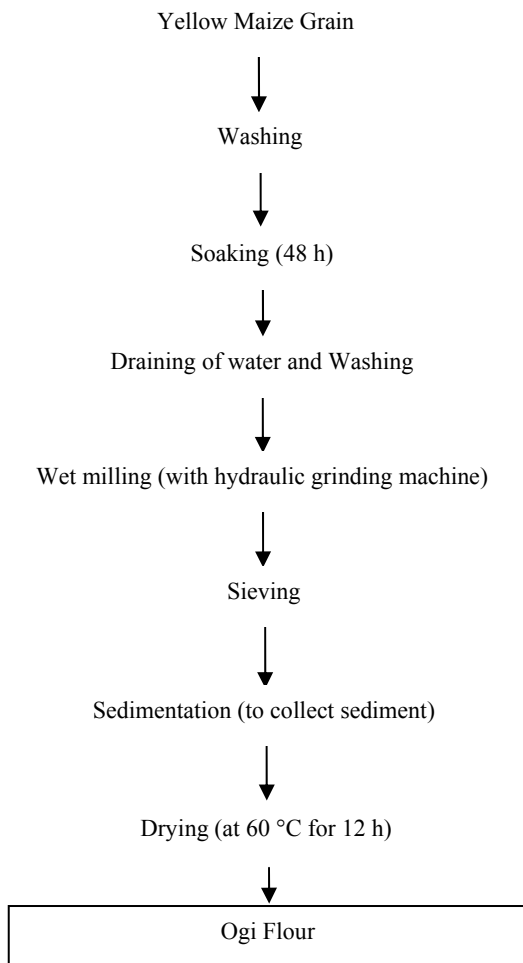 Yellow Maize Grain
Washing
Soaking (48 h)
Draining of water and Washing
Wet milling (with hydraulic grinding machine)
Sieving
Sedimentation (to collect sediment)
Drying (at 60 °C for 12 h)
Ogi Flour